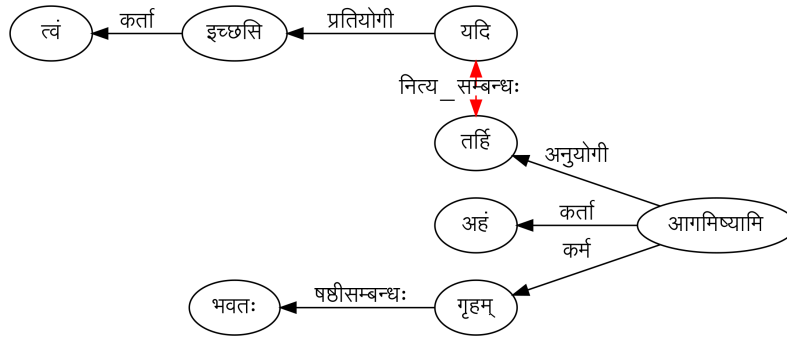 त्वं कर्ता इच्छसि प्रतियोगी यदि
नित्य_सम्बन्धः
तर्हि
अनुयोगी
अहं कर्ता आगमिष्यामि
कर्म
भवतः षष्ठीसम्बन्धः गृहम्